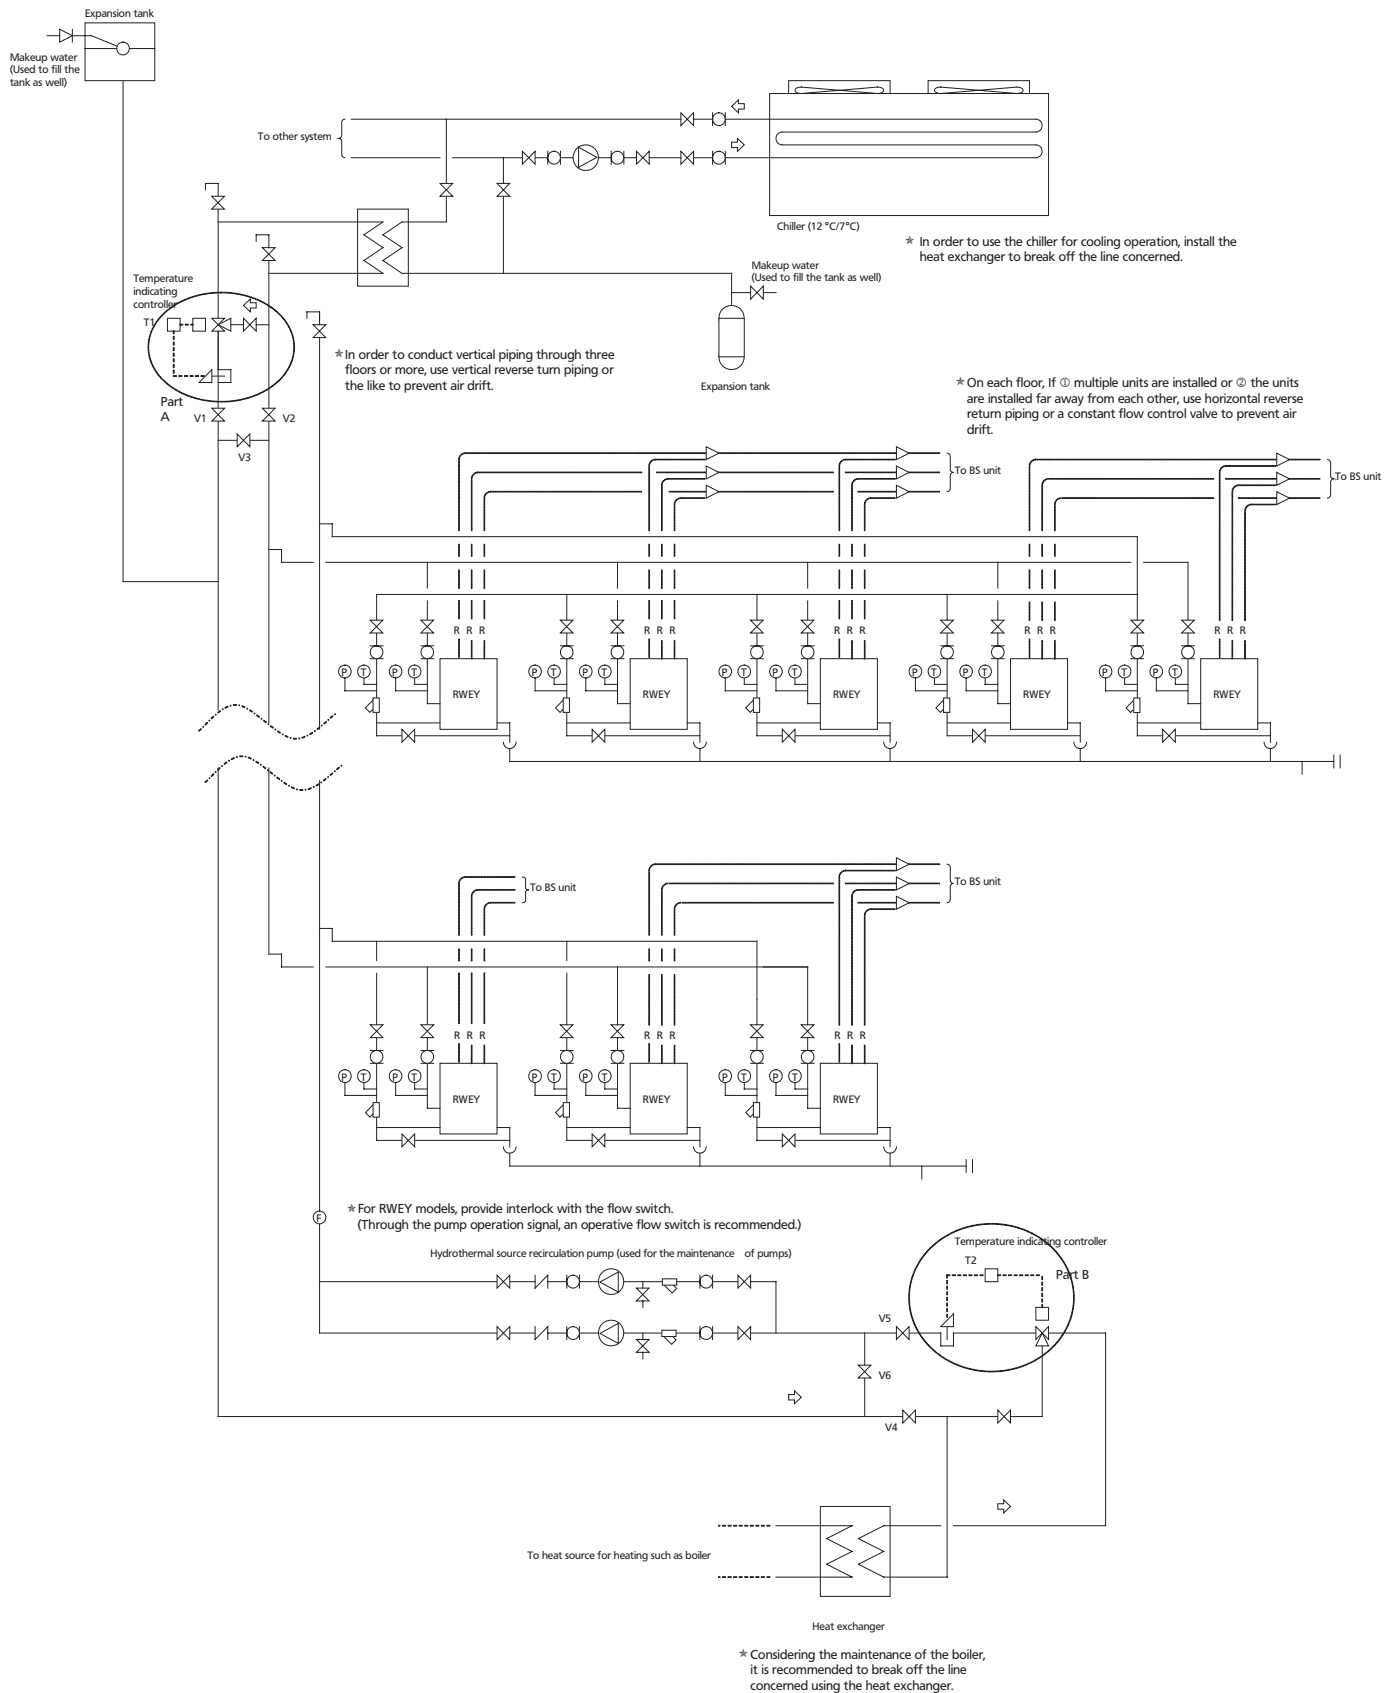 Expansion tank
Makeup water
(Used to fill the
tank as well)
To other system
Chiller (12 °C/7°C)
* In order to use the chiller for cooling operation, install the
heat exchanger to break off the line concerned.
Makeup water
(Used to fill the tank as well)
Temperature
indicating
controller
T1
* In order to conduct vertical piping through three
floors or more, use vertical reverse turn piping or
the like to prevent air drift.
Expansion tank
* On each floor, If ① multiple units are installed or ② the units
are installed far away from each other, use horizontal reverse
return piping or a constant flow control valve to prevent air
drift.
Part
A
V1
V2
V3
To BS unit
To BS unit
R R R
R R R
R R R
R R R
R R R
P T P T
P T P T
P T P T
P T P T
P T P T
RWEY
RWEY
RWEY
RWEY
RWEY
To BS unit
To BS unit
R R R
R R R
R R R
P T P T
P T P T
P T P T
RWEY
RWEY
RWEY
* For RWEY models, provide interlock with the flow switch.
(Through the pump operation signal, an operative flow switch is recommended.)
F
Hydrothermal source recirculation pump (used for the maintenance of pumps)
Temperature indicating controller
T2
Part B
V5
V6
V4
To heat source for heating such as boiler
Heat exchanger
* Considering the maintenance of the boiler,
it is recommended to break off the line
concerned using the heat exchanger.